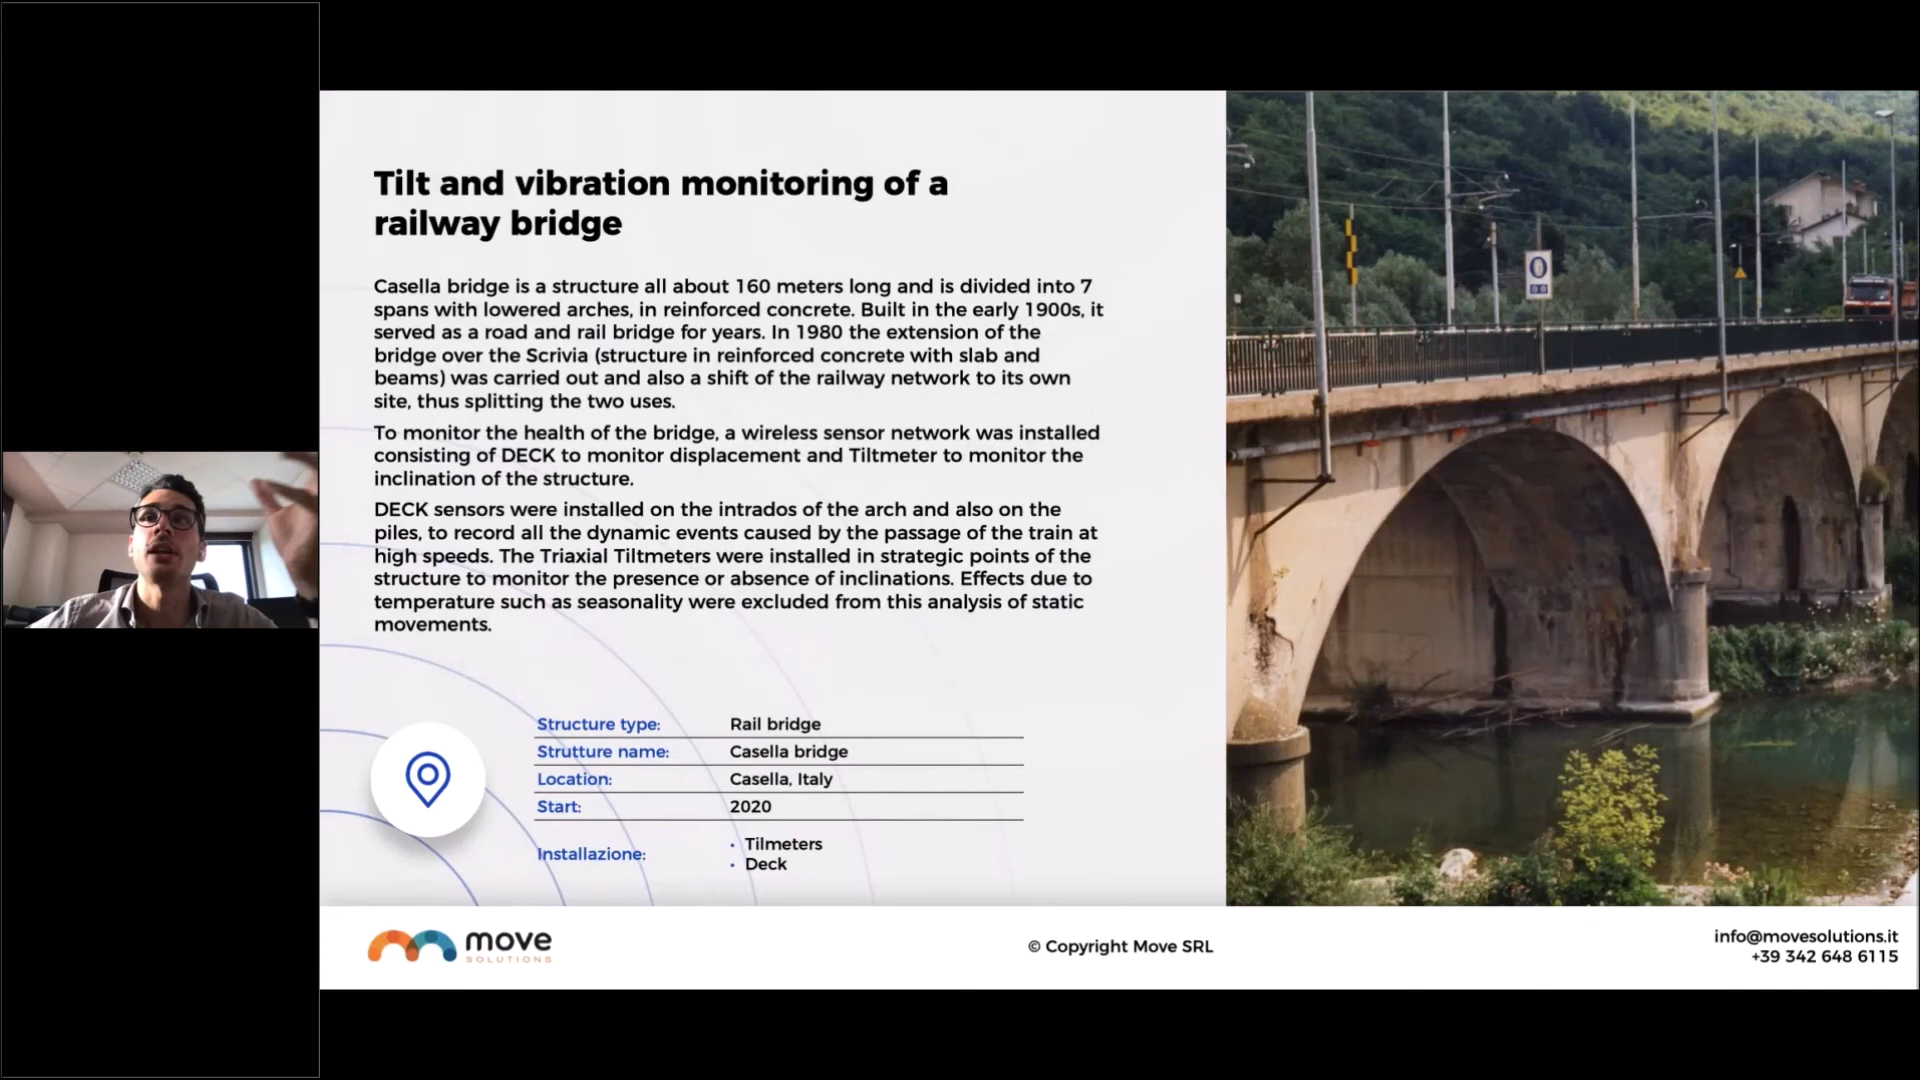 Tilt and vibration monitoring of a
railway bridge
Casella bridge is a structure all about 160 meters long and is divided into 7
spans with lowered arches, in reinforced concrete. Built in the early 1900s, it
served as a road and rail bridge for years. In 1980 the extension of the
bridge over the Scrivia (structure in reinforced concrete with slab and
beams) was carried out and also a shift of the railway network to its own
site, thus splitting the two uses.
To monitor the health of the bridge, a wireless sensor network was installed
consisting of DECK to monitor displacement and Tiltmeter to monitor the
inclination of the structure.
DECK sensors were installed on the intrados of the arch and also on the
piles, to record all the dynamic events caused by the passage of the train at
high speeds. The Triaxial Tiltmeters were installed in strategic points of the
structure to monitor the presence or absence of inclinations. Effects due to
temperature such as seasonality were excluded from this analysis of static
movements.
Structure type: Rail bridge
Strutture name: Casella bridge
Location: Casella, Italy
Start: 2020
Installazione:
• Tilmeters
• Deck
move
SOLUTIONS
© Copyright Move SRL
info@movesolutions.it
+39 342 648 6115